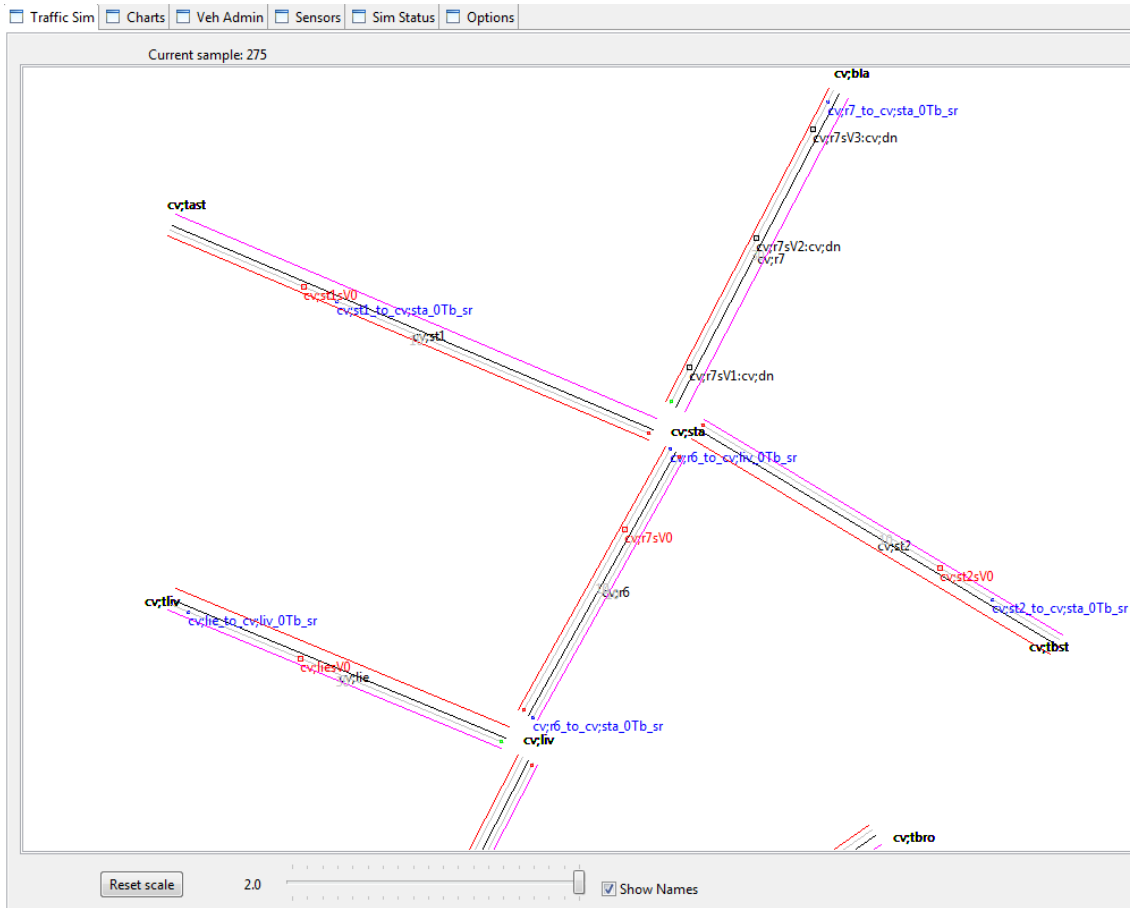 Traffic Sim Charts Veh Admin Sensors Sim Status Options
Current sample: 275
cv;bla
cv;r7_to_cv;sta_0Tb_sr
cv;r7sV3:cv;dn
cv;tast
cv;r7sV2:cv;dn
cv;r7
cv;st1sV0
cv;st1_to_cv;sta_0Tb_sr
cv;st1
cv;r7sV1:cv;dn
cv;sta
cv;r6_to_cv;liv_0Tb_sr
cv;r7sV0
cv;st2
cv;st2sV0
cv;r6
cv;tliv
cv;st2_to_cv;sta_0Tb_sr
cv;lie_to_cv;liv_0Tb_sr
cv;tbst
cv;liesV0
cv;lie
cv;r6_to_cv;sta_0Tb_sr
cv;liv
cv;tbro
Reset scale 2.0 Show Names